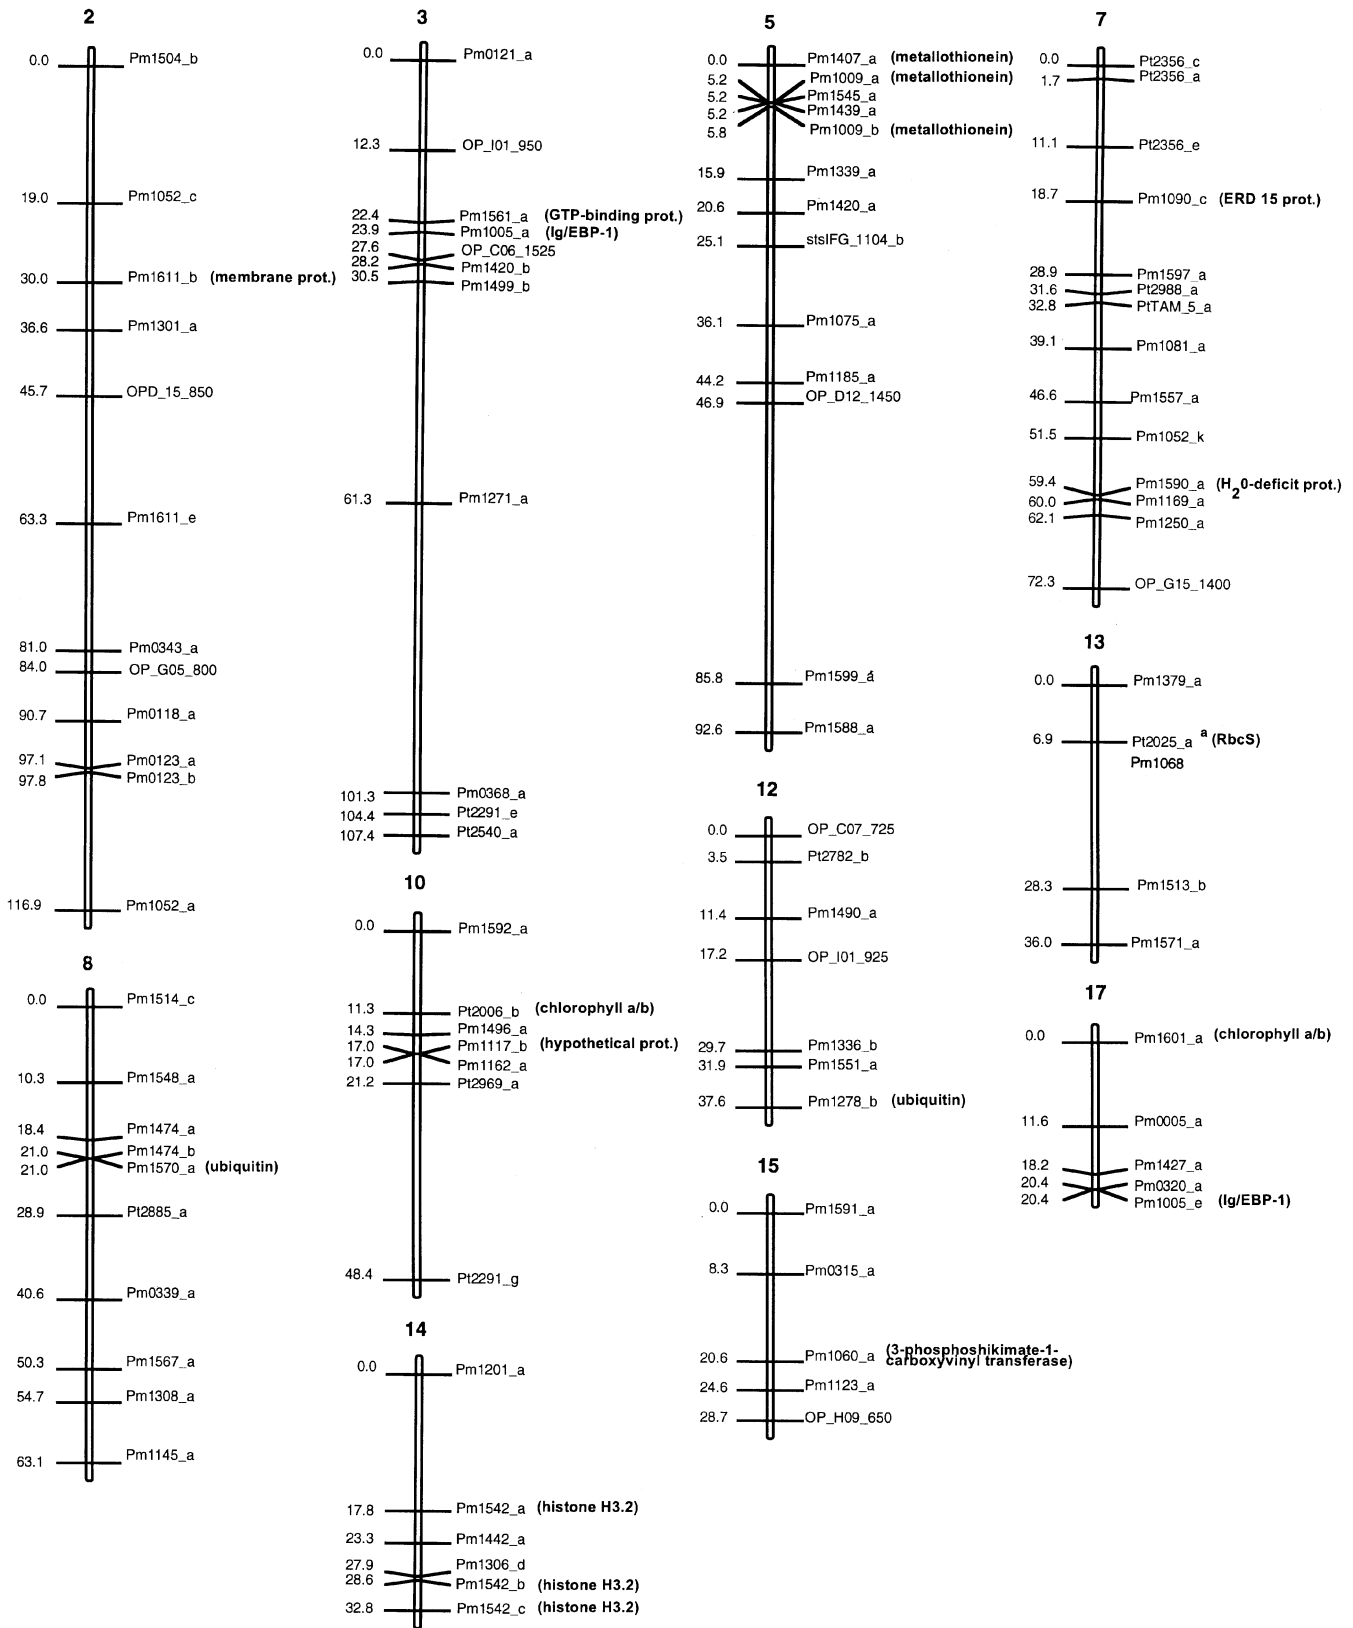 2
0.0 Pm1504_b
19.0 Pm1052_c
30.0 Pm1611_b (membrane prot.)
36.6 Pm1301_a
45.7 OPD_15_850
63.3 Pm1611_e
81.0 Pm0343_a
84.0 OP_G05_800
90.7 Pm0118_a
97.1 Pm0123_a
97.8 Pm0123_b
116.9 Pm1052_a
8
0.0 Pm1514_c
10.3 Pm1548_a
18.4 Pm1474_a
21.0 Pm1474_b
21.0 Pm1570_a (ubiquitin)
28.9 Pt2885_a
40.6 Pm0339_a
50.3 Pm1567_a
54.7 Pm1308_a
63.1 Pm1145_a
3
0.0 Pm0121_a
12.3 OP_I01_950
22.4 Pm1561_a (GTP-binding prot.)
23.9 Pm1005_a (Ig/EBP-1)
27.6 OP_C06_1525
28.2 Pm1420_b
30.5 Pm1499_b
61.3 Pm1271_a
101.3 Pm0368_a
104.4 Pt2291_e
107.4 Pt2540_a
10
0.0 Pm1592_a
11.3 Pt2006_b (chlorophyll a/b)
14.3 Pm1496_a
17.0 Pm1117_b (hypothetical prot.)
17.0 Pm1162_a
21.2 Pt2969_a
48.4 Pt2291_g
14
0.0 Pm1201_a
17.8 Pm1542_a (histone H3.2)
23.3 Pm1442_a
27.9 Pm1306_d
28.6 Pm1542_b (histone H3.2)
32.8 Pm1542_c (histone H3.2)
5
0.0 Pm1407_a (metallothionein)
5.2 Pm1009_a (metallothionein)
5.2 Pm1545_a
5.2 Pm1439_a
5.8 Pm1009_b (metallothionein)
15.9 Pm1339_a
20.6 Pm1420_a
25.1 stsIFG_1104_b
36.1 Pm1075_a
44.2 Pm1185_a
46.9 OP_D12_1450
85.8 Pm1599_a
92.6 Pm1588_a
12
0.0 OP_C07_725
3.5 Pt2782_b
11.4 Pm1490_a
17.2 OP_I01_925
29.7 Pm1336_b
31.9 Pm1551_a
37.6 Pm1278_b (ubiquitin)
15
0.0 Pm1591_a
8.3 Pm0315_a
20.6 Pm1060_a (3-phosphoshikimate-1-
carboxyvinyl transferase)
24.6 Pm1123_a
28.7 OP_H09_650
7
0.0 Pt2356_c
1.7 Pt2356_a
11.1 Pt2356_e
18.7 Pm1090_c (ERD 15 prot.)
28.9 Pm1597_a
31.6 Pt2988_a
32.8 PtTAM_5_a
39.1 Pm1081_a
46.6 Pm1557_a
51.5 Pm1052_k
59.4 Pm1590_a (H20-deficit prot.)
60.0 Pm1169_a
62.1 Pm1250_a
72.3 OP_G15_1400
13
0.0 Pm1379_a
6.9 Pt2025_a a (RbcS)
Pm1068
28.3 Pm1513_b
36.0 Pm1571_a
17
0.0 Pm1601_a (chlorophyll a/b)
11.6 Pm0005_a
18.2 Pm1427_a
20.4 Pm0320_a
20.4 Pm1005_e (Ig/EBP-1)